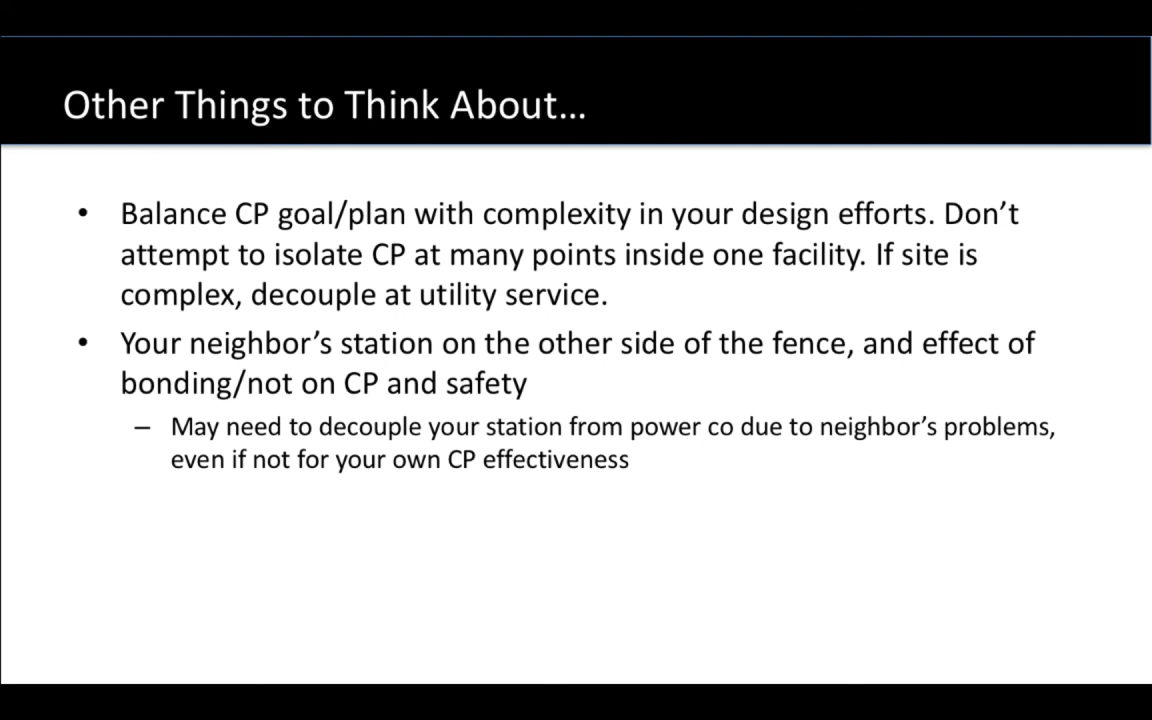 Other Things to Think About…
• Balance CP goal/plan with complexity in your design efforts. Don’t
attempt to isolate CP at many points inside one facility. If site is
complex, decouple at utility service.
• Your neighbor’s station on the other side of the fence, and effect of
bonding/not on CP and safety
– May need to decouple your station from power co due to neighbor’s problems,
even if not for your own CP effectiveness